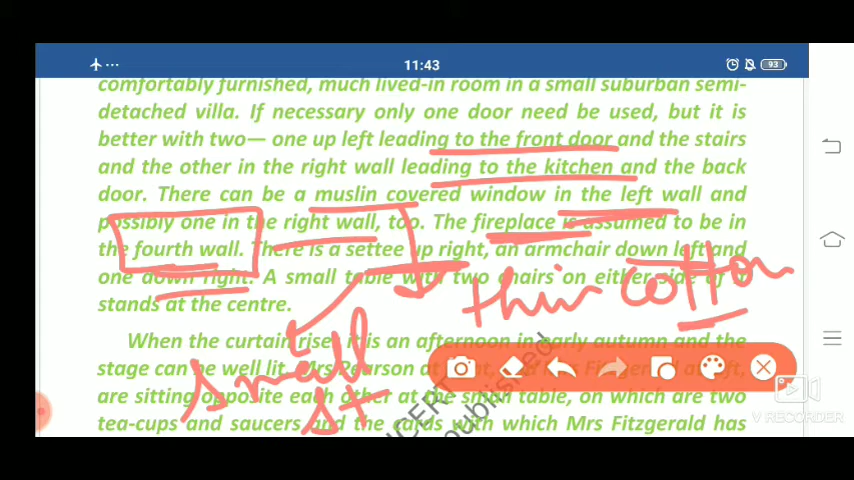 11:43
93
comfortably furnished, much lived-in room in a small suburban semi-
detached villa. If necessary only one door need be used, but it is
better with two— one up left leading to the front door and the stairs
and the other in the right wall leading to the kitchen and the back
door. There can be a muslin covered window in the left wall and
possibly one in the right wall, too. The fireplace is assumed to be in
the fourth wall. There is a settee up right, an armchair down left and
one down right. A small table with two chairs on either side of it
stands at the centre.
thin cotton
When the curtain rises it is an afternoon in early autumn and the
stage can be well lit. Mrs Pearson at right, and Mrs Fitzgerald at left,
small
are sitting opposite each other at the small table, on which are two
st
tea-cups and saucers and the cards with which Mrs Fitzgerald has
NCERT
published
V RECORDER